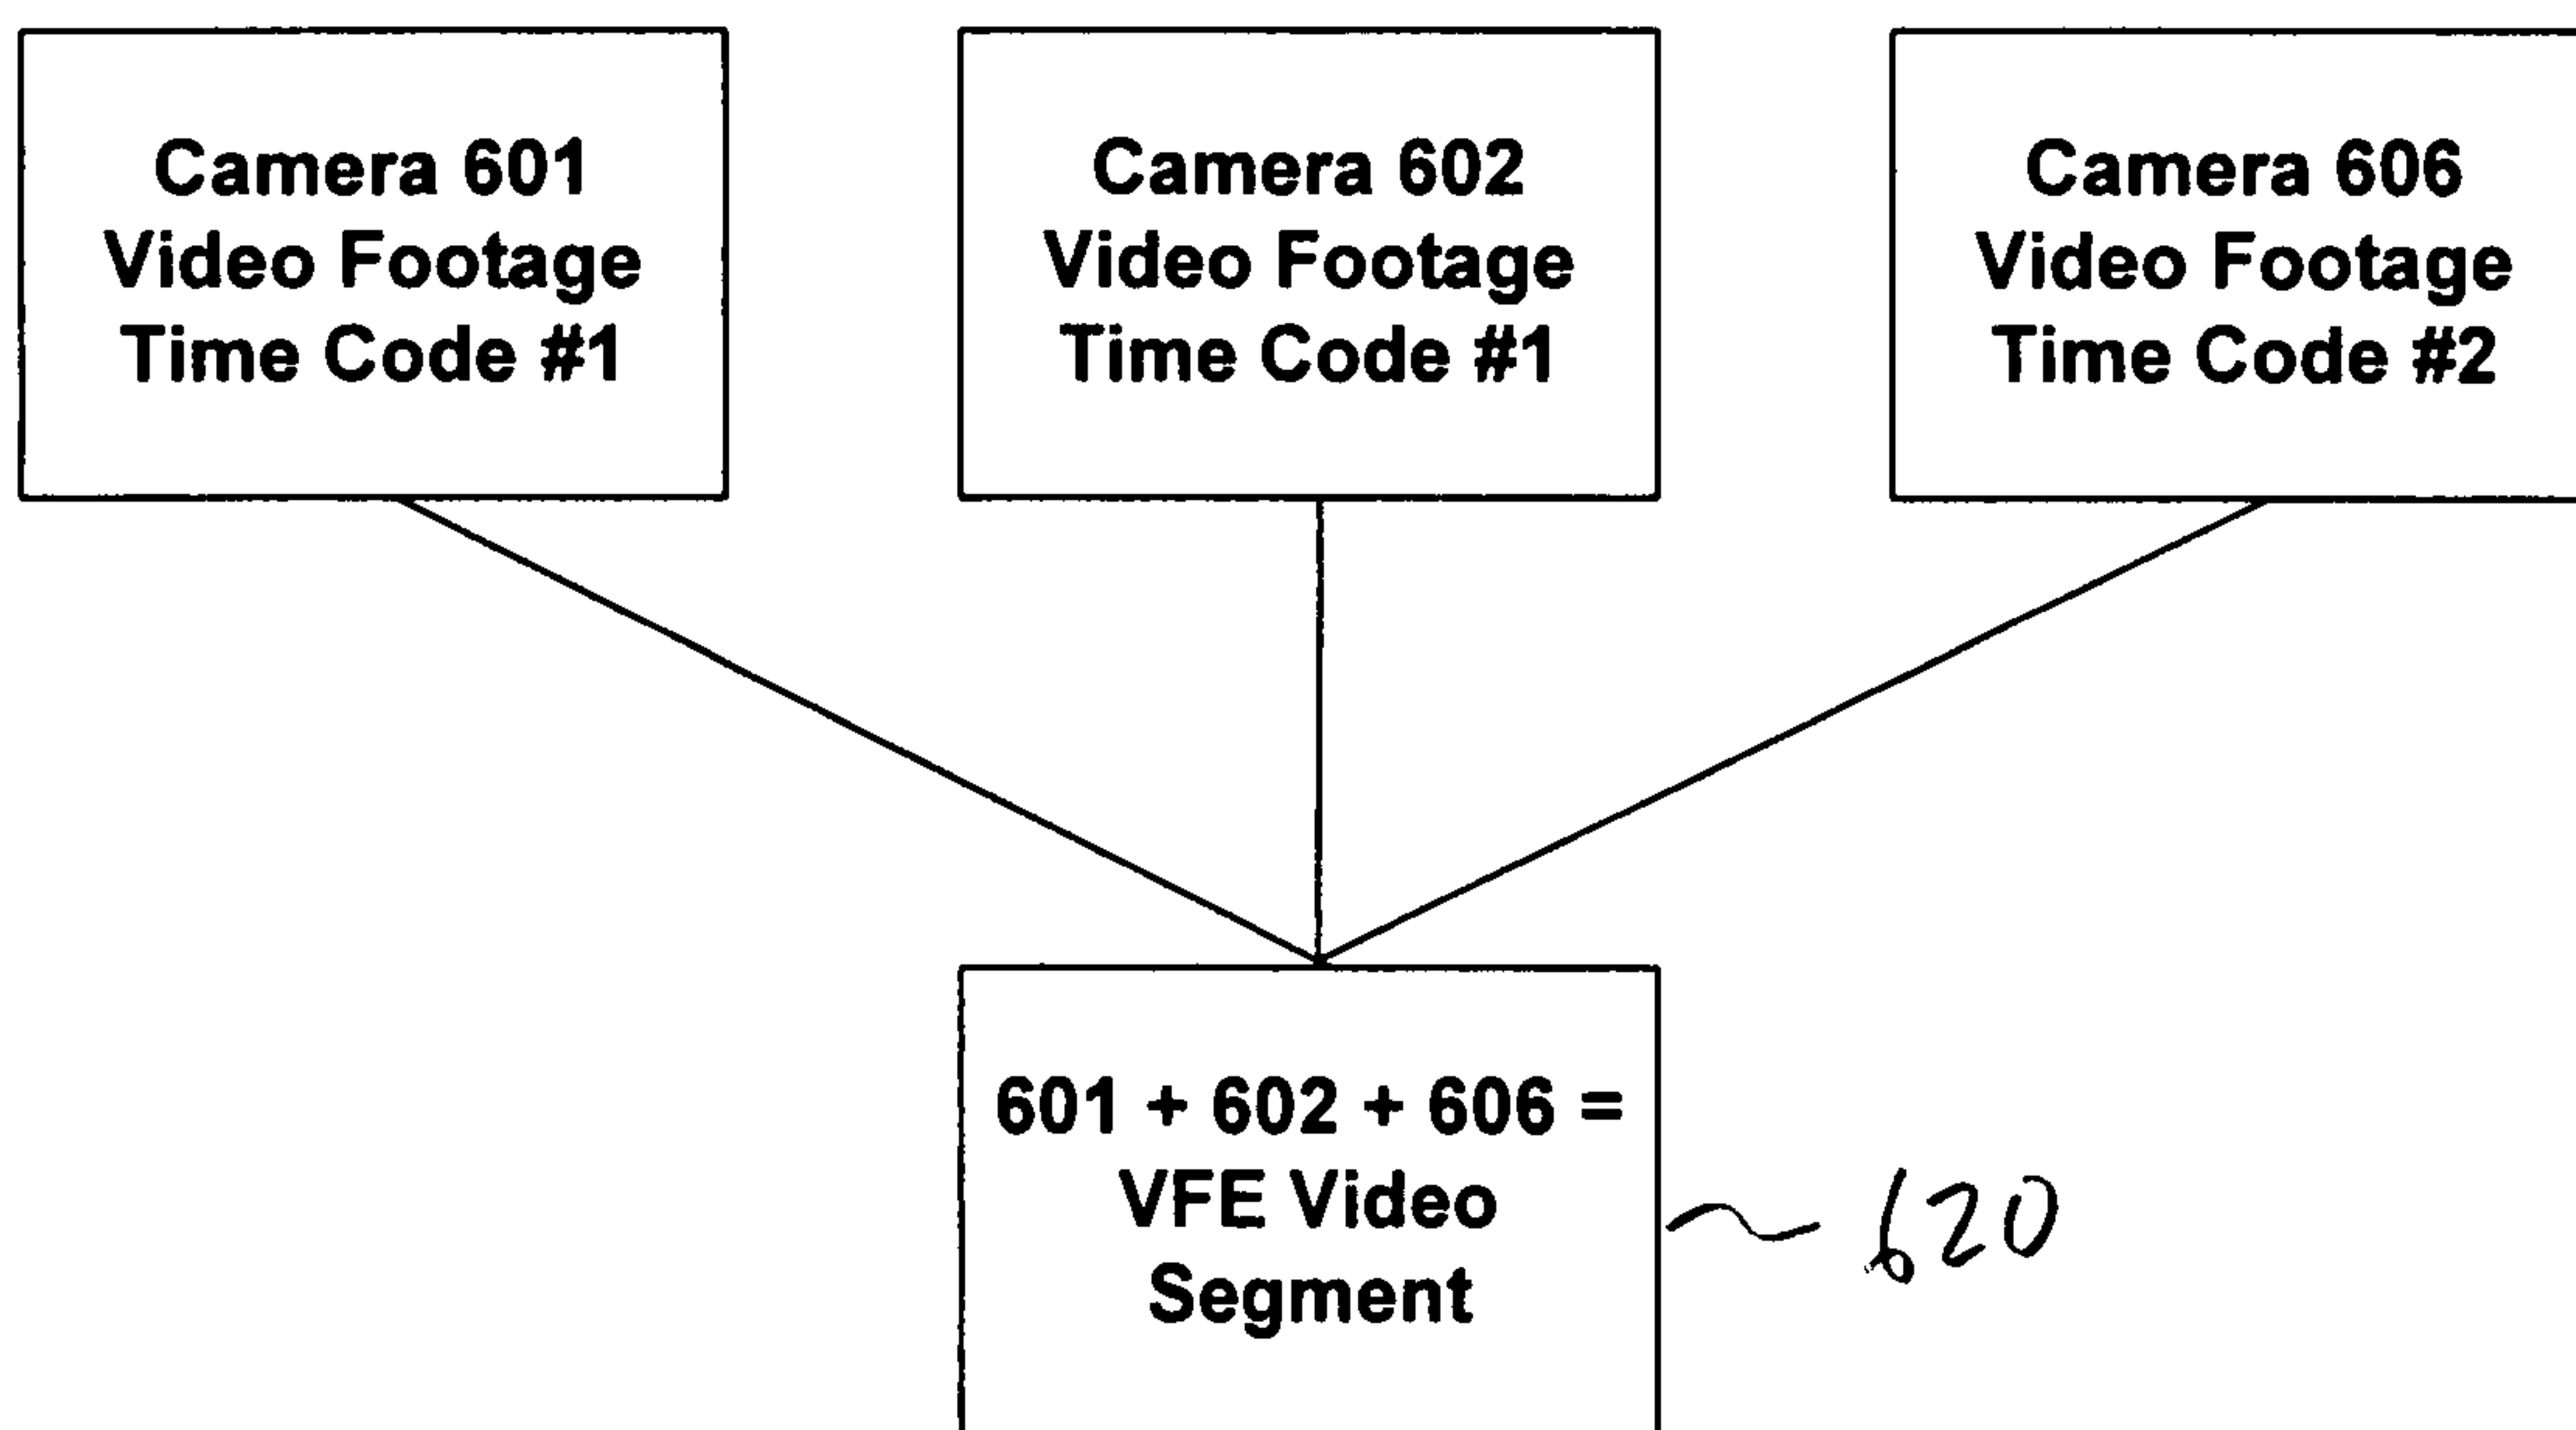 Camera 601
Video Footage
Time Code #1
Camera 602
Video Footage
Time Code #1
Camera 606
Video Footage
Time Code #2
601 + 602 + 606 =
VFE Video
Segment
620